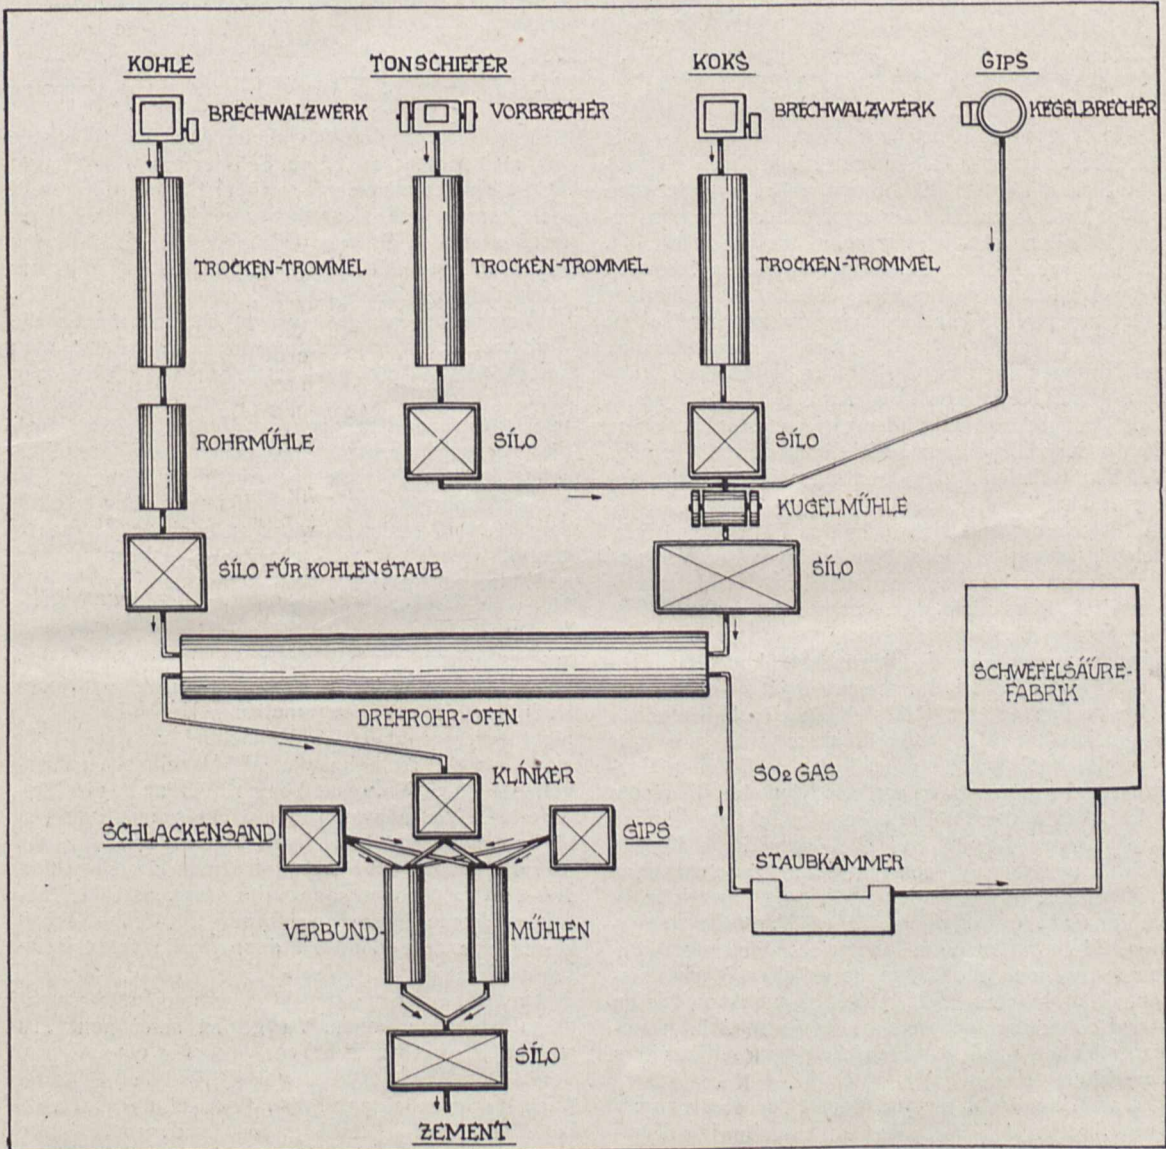 KOHLE
TONSCHIEFER
KOKS
GIPS
BRECHWALZWERK
VORBRECHER
BRECHWALZWERK
KEGELBRECHER
TROCKEN-TROMMEL
TROCKEN-TROMMEL
TROCKEN-TROMMEL
ROHRMÜHLE
SILO
SILO
KUGELMÜHLE
SILO FÜR KOHLENSTAUB
SILO
SCHWEFELSÄÜRE-
FABRIK
DREHROHR-OFEN
KLINKER
SO2 GAS
SCHLACKENSAND
GIPS
STAUBKAMMER
VERBUND-
MÜHLEN
SILO
ZEMENT